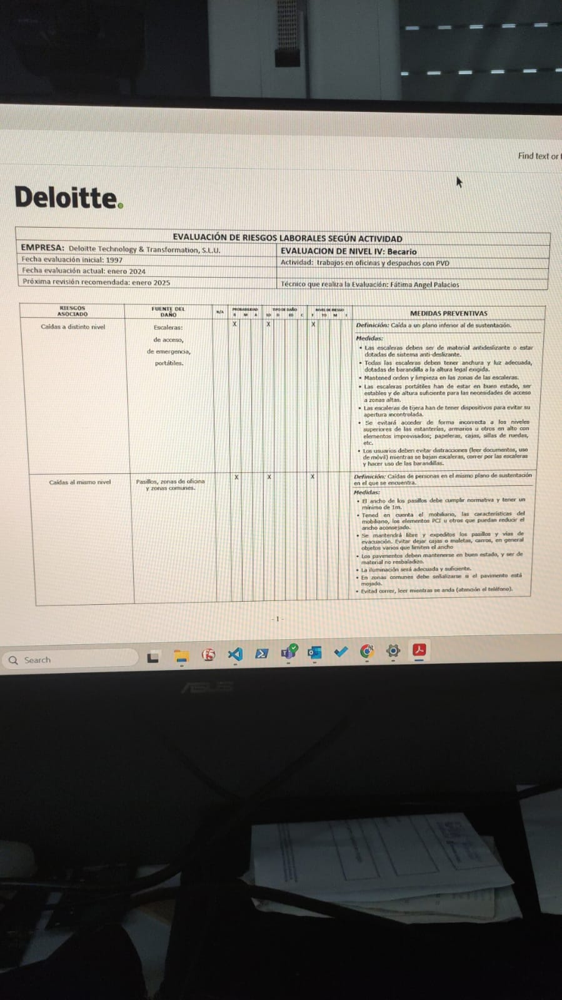 Find text or t
Deloitte.
EVALUACIÓN DE RIESGOS LABORALES SEGÚN ACTIVIDAD
EMPRESA: Deloitte Technology & Transformation, S.L.U.
EVALUACION DE NIVEL IV: Becario
Fecha evaluación inicial: 1997
Actividad: trabajos en oficinas y despachos con PVD
Fecha evaluación actual: enero 2024
Próxima revisión recomendada: enero 2025
Técnico que realiza la Evaluación: Fátima Angel Palacios
RIESGOS
ASOCIADO
FUENTE DEL
DAÑO
N/A
PROBABILIDAD
B M A
TIPO DE DAÑO
LD D ED C
NIVEL DE RIESGO
T TO M I
MEDIDAS PREVENTIVAS
Caídas a distinto nivel
Escaleras:
de acceso,
de emergencia,
portátiles.
X
X
X
Definición: Caída a un plano inferior al de sustentación.
Medidas:
• Las escaleras deben ser de material antideslizante o estar
dotadas de sistema anti-deslizante.
• Todas las escaleras deben tener anchura y luz adecuada,
dotadas de barandilla a la altura legal exigida.
• Mantened orden y limpieza en las zonas de las escaleras.
• Las escaleras portátiles han de estar en buen estado, ser
estables y de altura suficiente para las necesidades de acceso
a zonas altas.
• Las escaleras de tijera han de tener dispositivos para evitar su
apertura incontrolada.
• Se evitará acceder de forma incorrecta a los niveles
superiores de las estanterías, armarios u otros en alto con
elementos improvisados; papeleras, cajas, sillas de ruedas,
etc.
• Los usuarios deben evitar distracciones (leer documentos, uso
de móvil) mientras se bajan escaleras, correr por las escaleras
y hacer uso de las barandillas.
Caídas al mismo nivel
Pasillos, zonas de oficina
y zonas comunes.
X
X
X
Definición: Caídas de personas en el mismo plano de sustentación
en el que se encuentra.
Medidas:
• El ancho de los pasillos debe cumplir normativa y tener un
mínimo de 1m.
• Tened en cuenta el mobiliario, las características del
mobiliario, los elementos PCI u otros que puedan reducir el
ancho aconsejado.
• Se mantendrá libre y expeditos los pasillos y vías de
evacuación. Evitar dejar cajas o maletas, carros, en general
objetos varios que limiten el ancho
• Los pavimentos deben mantenerse en buen estado, y ser de
material no resbaladizo.
• La iluminación será adecuada y suficiente.
• En zonas comunes debe señalizarse si el pavimento está
mojado.
• Evitad correr, leer mientras se anda (atención el teléfono).
- 1 -
Search
ASUS